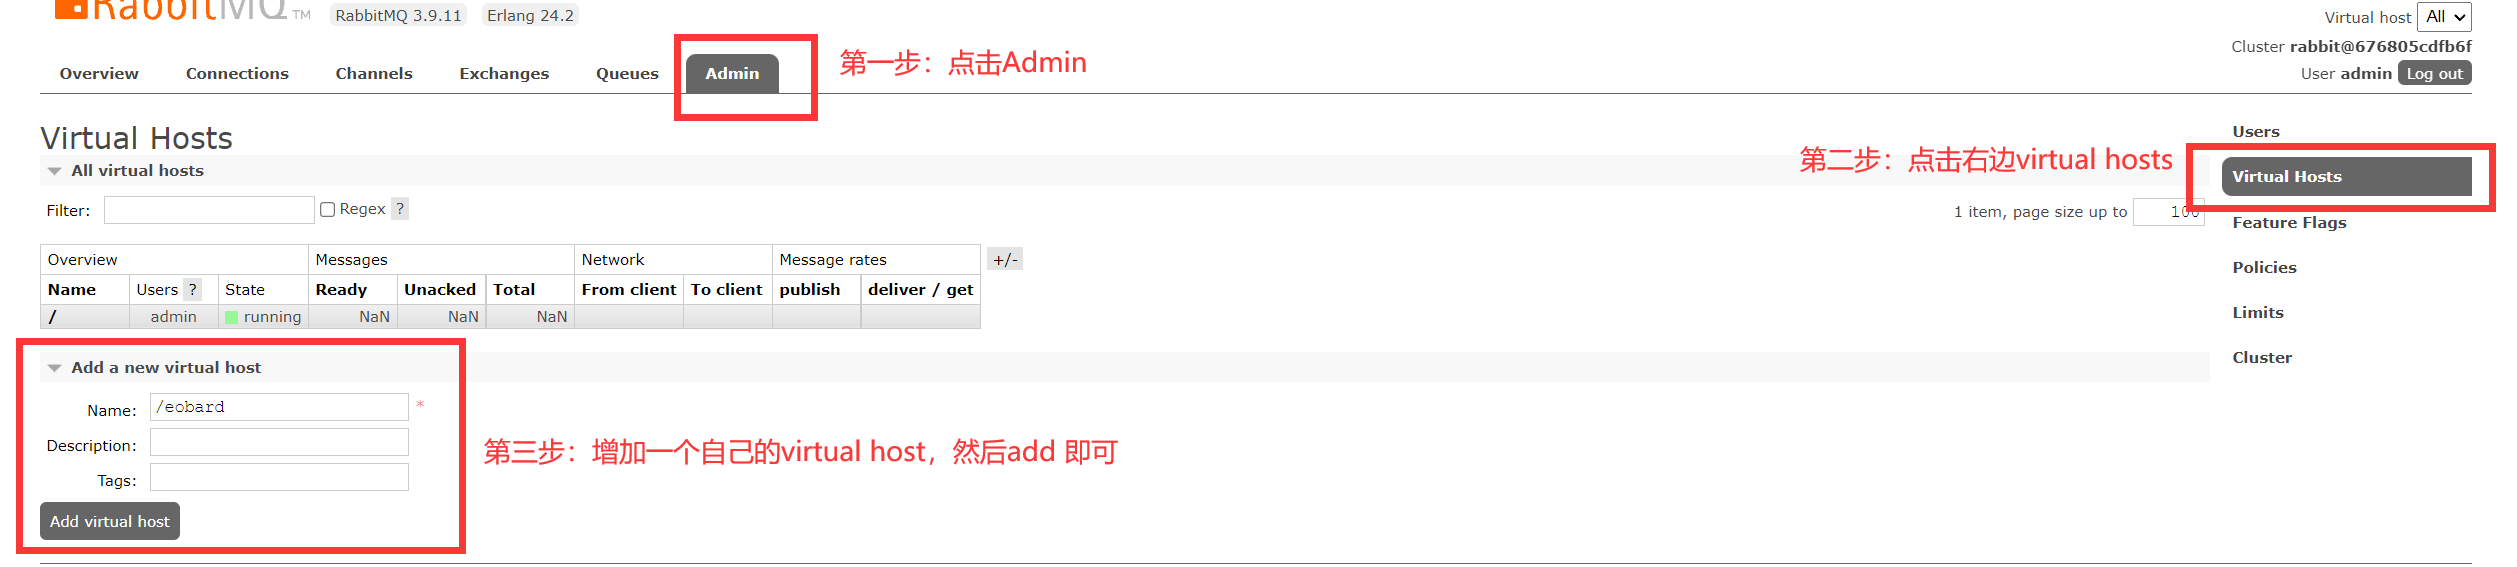 RabbitMQ TM RabbitMQ 3.9.11 Erlang 24.2
Virtual host All
Cluster rabbit@676805cdfb6f
User admin Log out
Overview Connections Channels Exchanges Queues Admin
第一步：点击Admin
Virtual Hosts
All virtual hosts
Filter: Regex ?
1 item, page size up to 100
Overview Messages Network Message rates +/-
Name Users ? State Ready Unacked Total From client To client publish deliver / get
/ admin running NaN NaN NaN
Add a new virtual host
Name: /eobard *
Description:
Tags:
Add virtual host
第三步：增加一个自己的virtual host，然后add 即可
第二步：点击右边virtual hosts
Users
Virtual Hosts
Feature Flags
Policies
Limits
Cluster